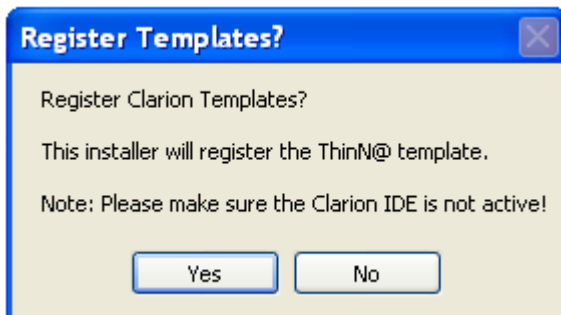 Register Templates?
Register Clarion Templates?
This installer will register the ThinN@ template.
Note: Please make sure the Clarion IDE is not active!
Yes
No